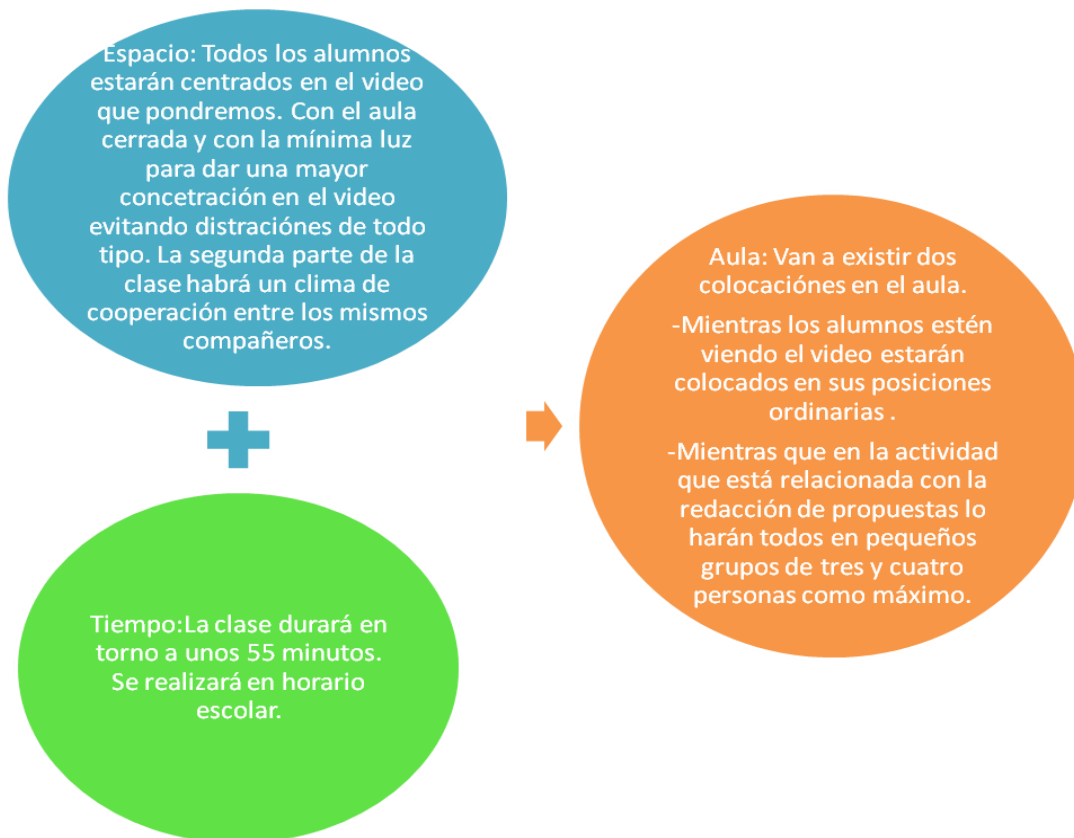 Espacio: Todos los alumnos
estarán centrados en el video
que pondremos. Con el aula
cerrada y con la mínima luz
para dar una mayor
concetración en el video
evitando distraciónes de todo
tipo. La segunda parte de la
clase habrá un clima de
cooperación entre los mismos
compañeros.
Tiempo:La clase durará en
torno a unos 55 minutos.
Se realizará en horario
escolar.
Aula: Van a existir dos
colocaciónes en el aula.
-Mientras los alumnos estén
viendo el video estarán
colocados en sus posiciones
ordinarias .
-Mientras que en la actividad
que está relacionada con la
redacción de propuestas lo
harán todos en pequeños
grupos de tres y cuatro
personas como máximo.